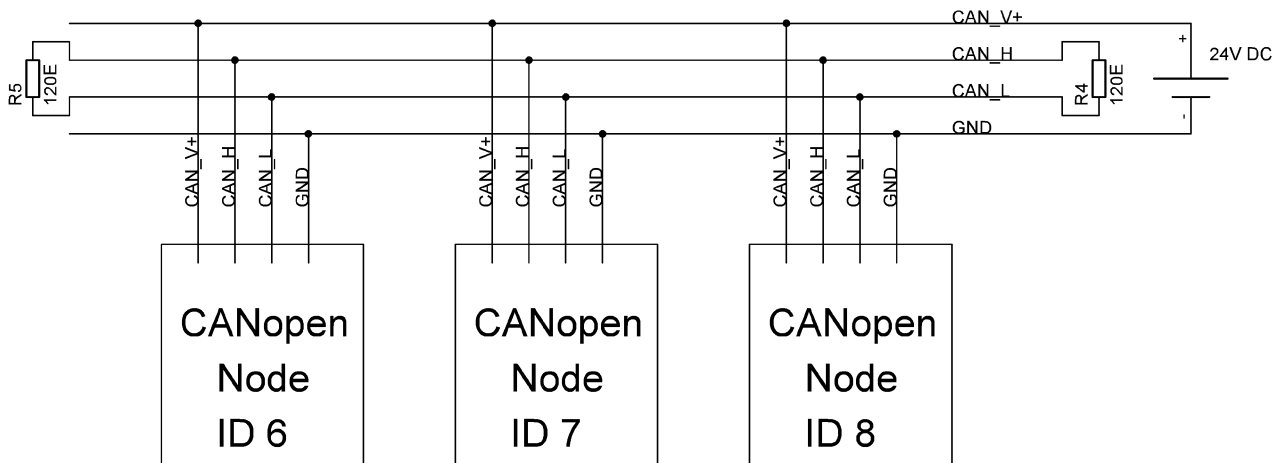 CAN_V+
+
24V DC
CAN_H
R5
120E
R4
120E
CAN_L
-
GND
CAN_V+
CAN_H
CAN_L
GND
CAN_V+
CAN_H
CAN_L
GND
CAN_V+
CAN_H
CAN_L
GND
CANopen
Node
ID 6
CANopen
Node
ID 7
CANopen
Node
ID 8